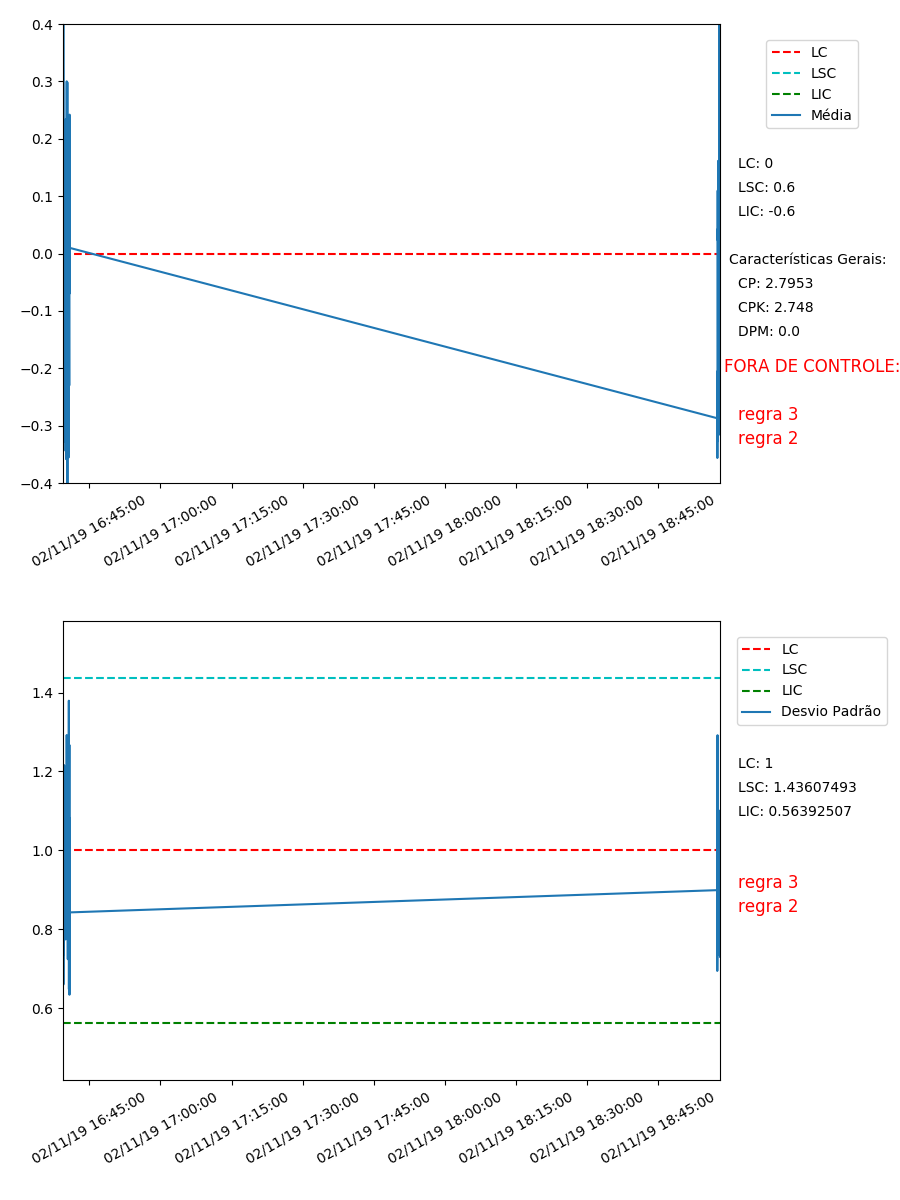 0.4
0.3
0.2
0.1
0.0
−0.1
−0.2
−0.3
−0.4
02/11/19 16:45:00
02/11/19 17:00:00
02/11/19 17:15:00
02/11/19 17:30:00
02/11/19 17:45:00
02/11/19 18:00:00
02/11/19 18:15:00
02/11/19 18:30:00
02/11/19 18:45:00
LC
LSC
LIC
Média
LC: 0
LSC: 0.6
LIC: -0.6
Características Gerais:
CP: 2.7953
CPK: 2.748
DPM: 0.0
FORA DE CONTROLE:
regra 3
regra 2
1.4
1.2
1.0
0.8
0.6
02/11/19 16:45:00
02/11/19 17:00:00
02/11/19 17:15:00
02/11/19 17:30:00
02/11/19 17:45:00
02/11/19 18:00:00
02/11/19 18:15:00
02/11/19 18:30:00
02/11/19 18:45:00
LC
LSC
LIC
Desvio Padrão
LC: 1
LSC: 1.43607493
LIC: 0.56392507
regra 3
regra 2